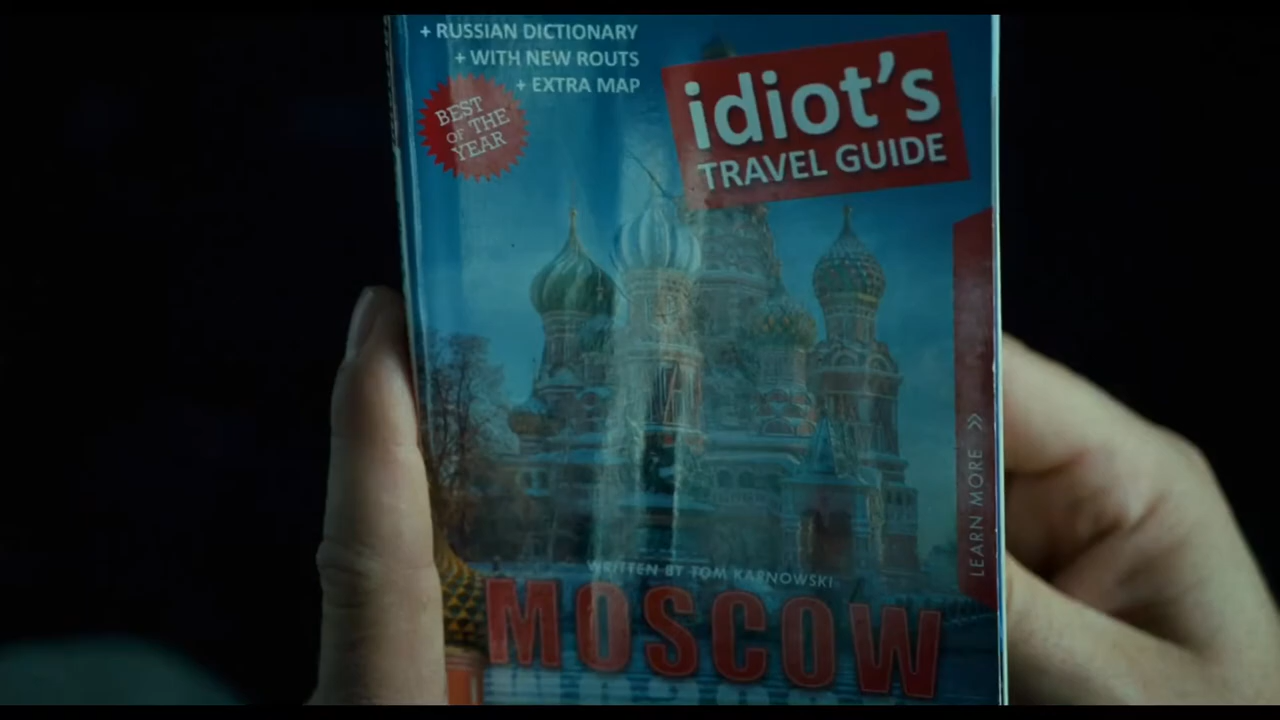 + RUSSIAN DICTIONARY
+ WITH NEW ROUTS
+ EXTRA MAP
BEST
OF THE
YEAR
idiot's
TRAVEL GUIDE
LEARN MORE >>
WRITTEN BY TOM KARNOWSKI
MOSCOW